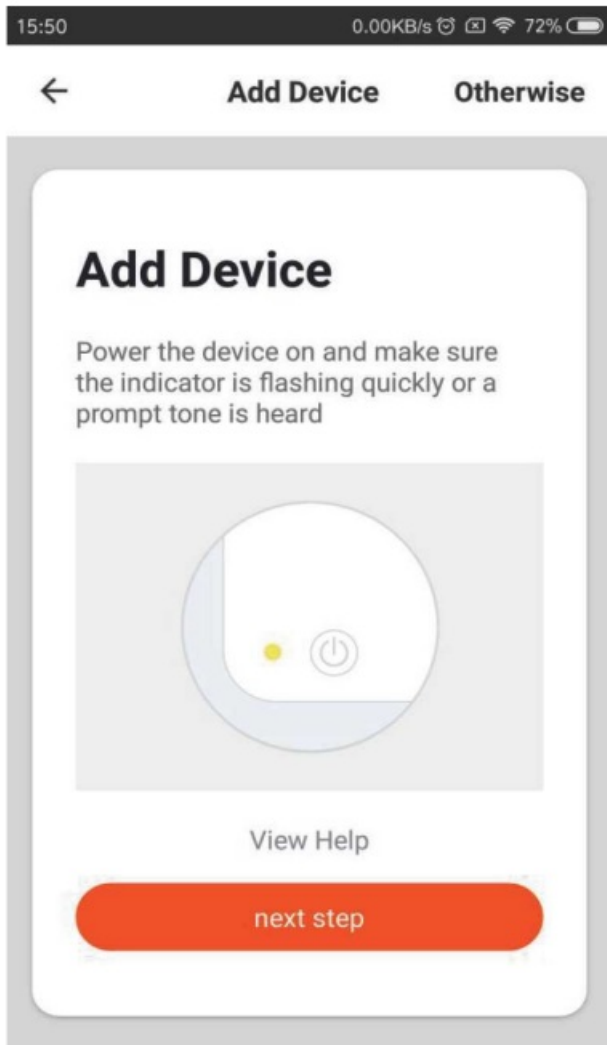 15:50 0.00KB/s 72%
Add Device Otherwise
Add Device
Power the device on and make sure
the indicator is flashing quickly or a
prompt tone is heard
View Help
next step